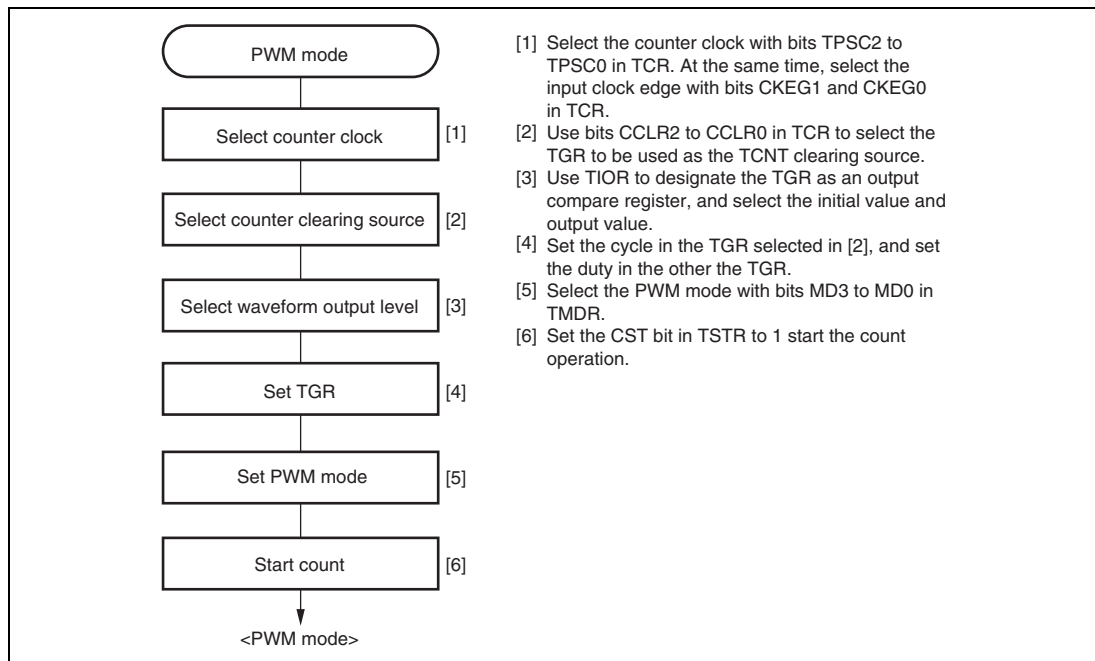 PWM mode
Select counter clock
[1]
Select counter clearing source
[2]
Select waveform output level
[3]
Set TGR
[4]
Set PWM mode
[5]
Start count
[6]
<PWM mode>
[1] Select the counter clock with bits TPSC2 to
TPSC0 in TCR. At the same time, select the
input clock edge with bits CKEG1 and CKEG0
in TCR.
[2] Use bits CCLR2 to CCLR0 in TCR to select the
TGR to be used as the TCNT clearing source.
[3] Use TIOR to designate the TGR as an output
compare register, and select the initial value and
output value.
[4] Set the cycle in the TGR selected in [2], and set
the duty in the other the TGR.
[5] Select the PWM mode with bits MD3 to MD0 in
TMDR.
[6] Set the CST bit in TSTR to 1 start the count
operation.